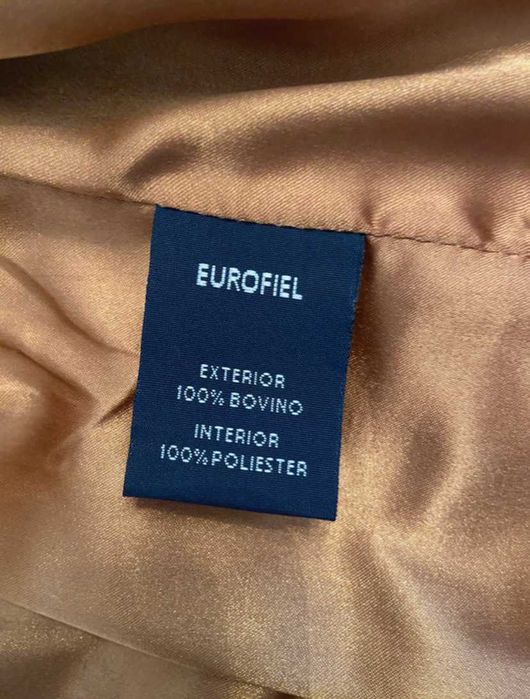 EUROFIEL
EXTERIOR
100% BOVINO
INTERIOR
100% POLIESTER